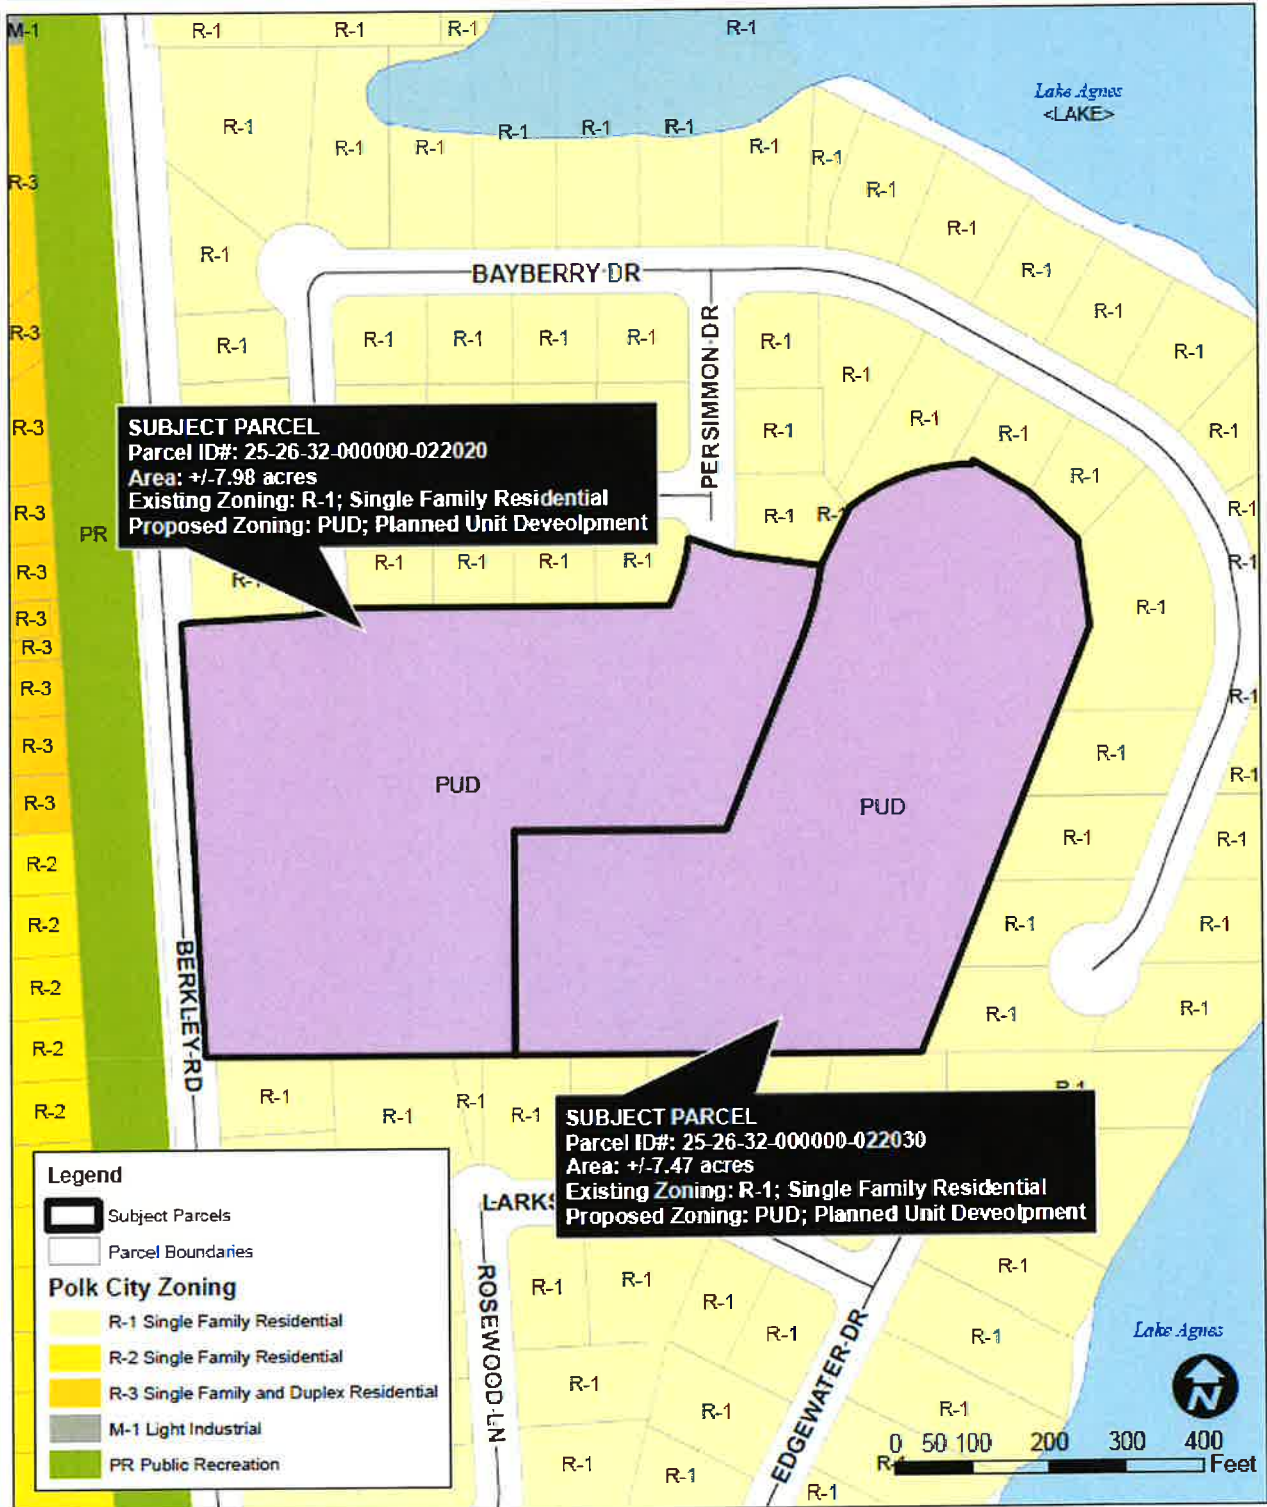 M-1
R-1 R-1 R-1 R-1
Lake Agnes
<LAKE>
R-1 R-1 R-1 R-1
R-1 R-1 R-1 R-1
R-3
R-1
R-1
R-1
BAYBERRY DR
R-1
R-1
PERSIMMON DR
R-3
R-1 R-1 R-1 R-1 R-1 R-1
R-1
R-1
R-3
R-1
R-1
R-1
R-1
SUBJECT PARCEL
Parcel ID#: 25-26-32-000000-022020
Area: +/-7.98 acres
Existing Zoning: R-1; Single Family Residential
Proposed Zoning: PUD; Planned Unit Deveolpment
R-1
R-3
R-1
R-1
PR
R-1
R-1 R-1 R-1 R-1
R-1
R-3
R-3
R-1
R-3
R-3
R-1
R-3
R-1
R-1
R-3
PUD
PUD
R-1
R-1
R-2
R-2
R-1
R-1
BERKLEY RD
R-2
R-1
R-1
R-2
R-2
R-1
R-1
R-1
R-1
SUBJECT PARCEL
Parcel ID#: 25-26-32-000000-022030
Area: +/-7.47 acres
Existing Zoning: R-1; Single Family Residential
Proposed Zoning: PUD; Planned Unit Deveolpment
LARKS
ROSEWOOD LN
R-1
R-1
R-1
R-1
R-1
R-1
R-1
R-1
R-1
R-1
R-1
R-1
EDGEWATER DR
Lake Agnes
N
0 50 100 200 300 400
Feet
Legend
Subject Parcels
Parcel Boundaries
Polk City Zoning
R-1 Single Family Residential
R-2 Single Family Residential
R-3 Single Family and Duplex Residential
M-1 Light Industrial
PR Public Recreation